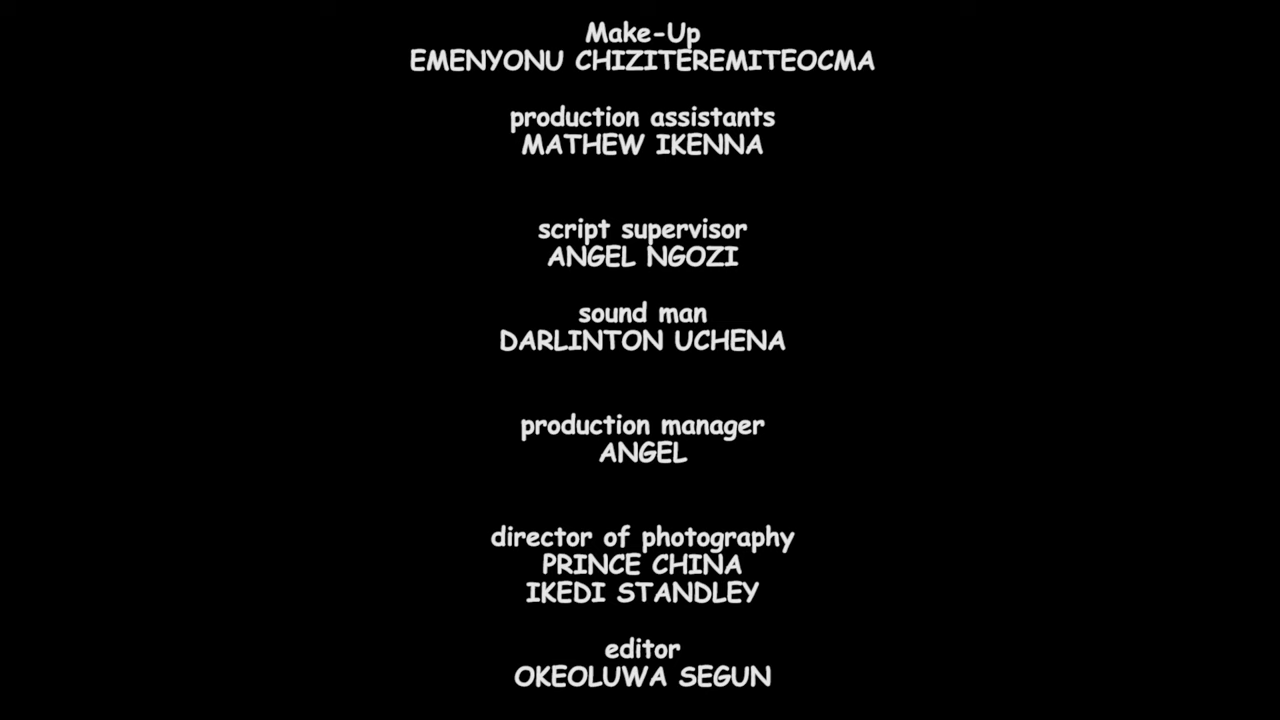 Make-Up
EMENYONU CHIZITEREMITEOCMA
production assistants
MATHEW IKENNA
script supervisor
ANGEL NGOZI
sound man
DARLINTON UCHENA
production manager
ANGEL
director of photography
PRINCE CHINA
IKEDI STANDLEY
editor
OKEOLUWA SEGUN